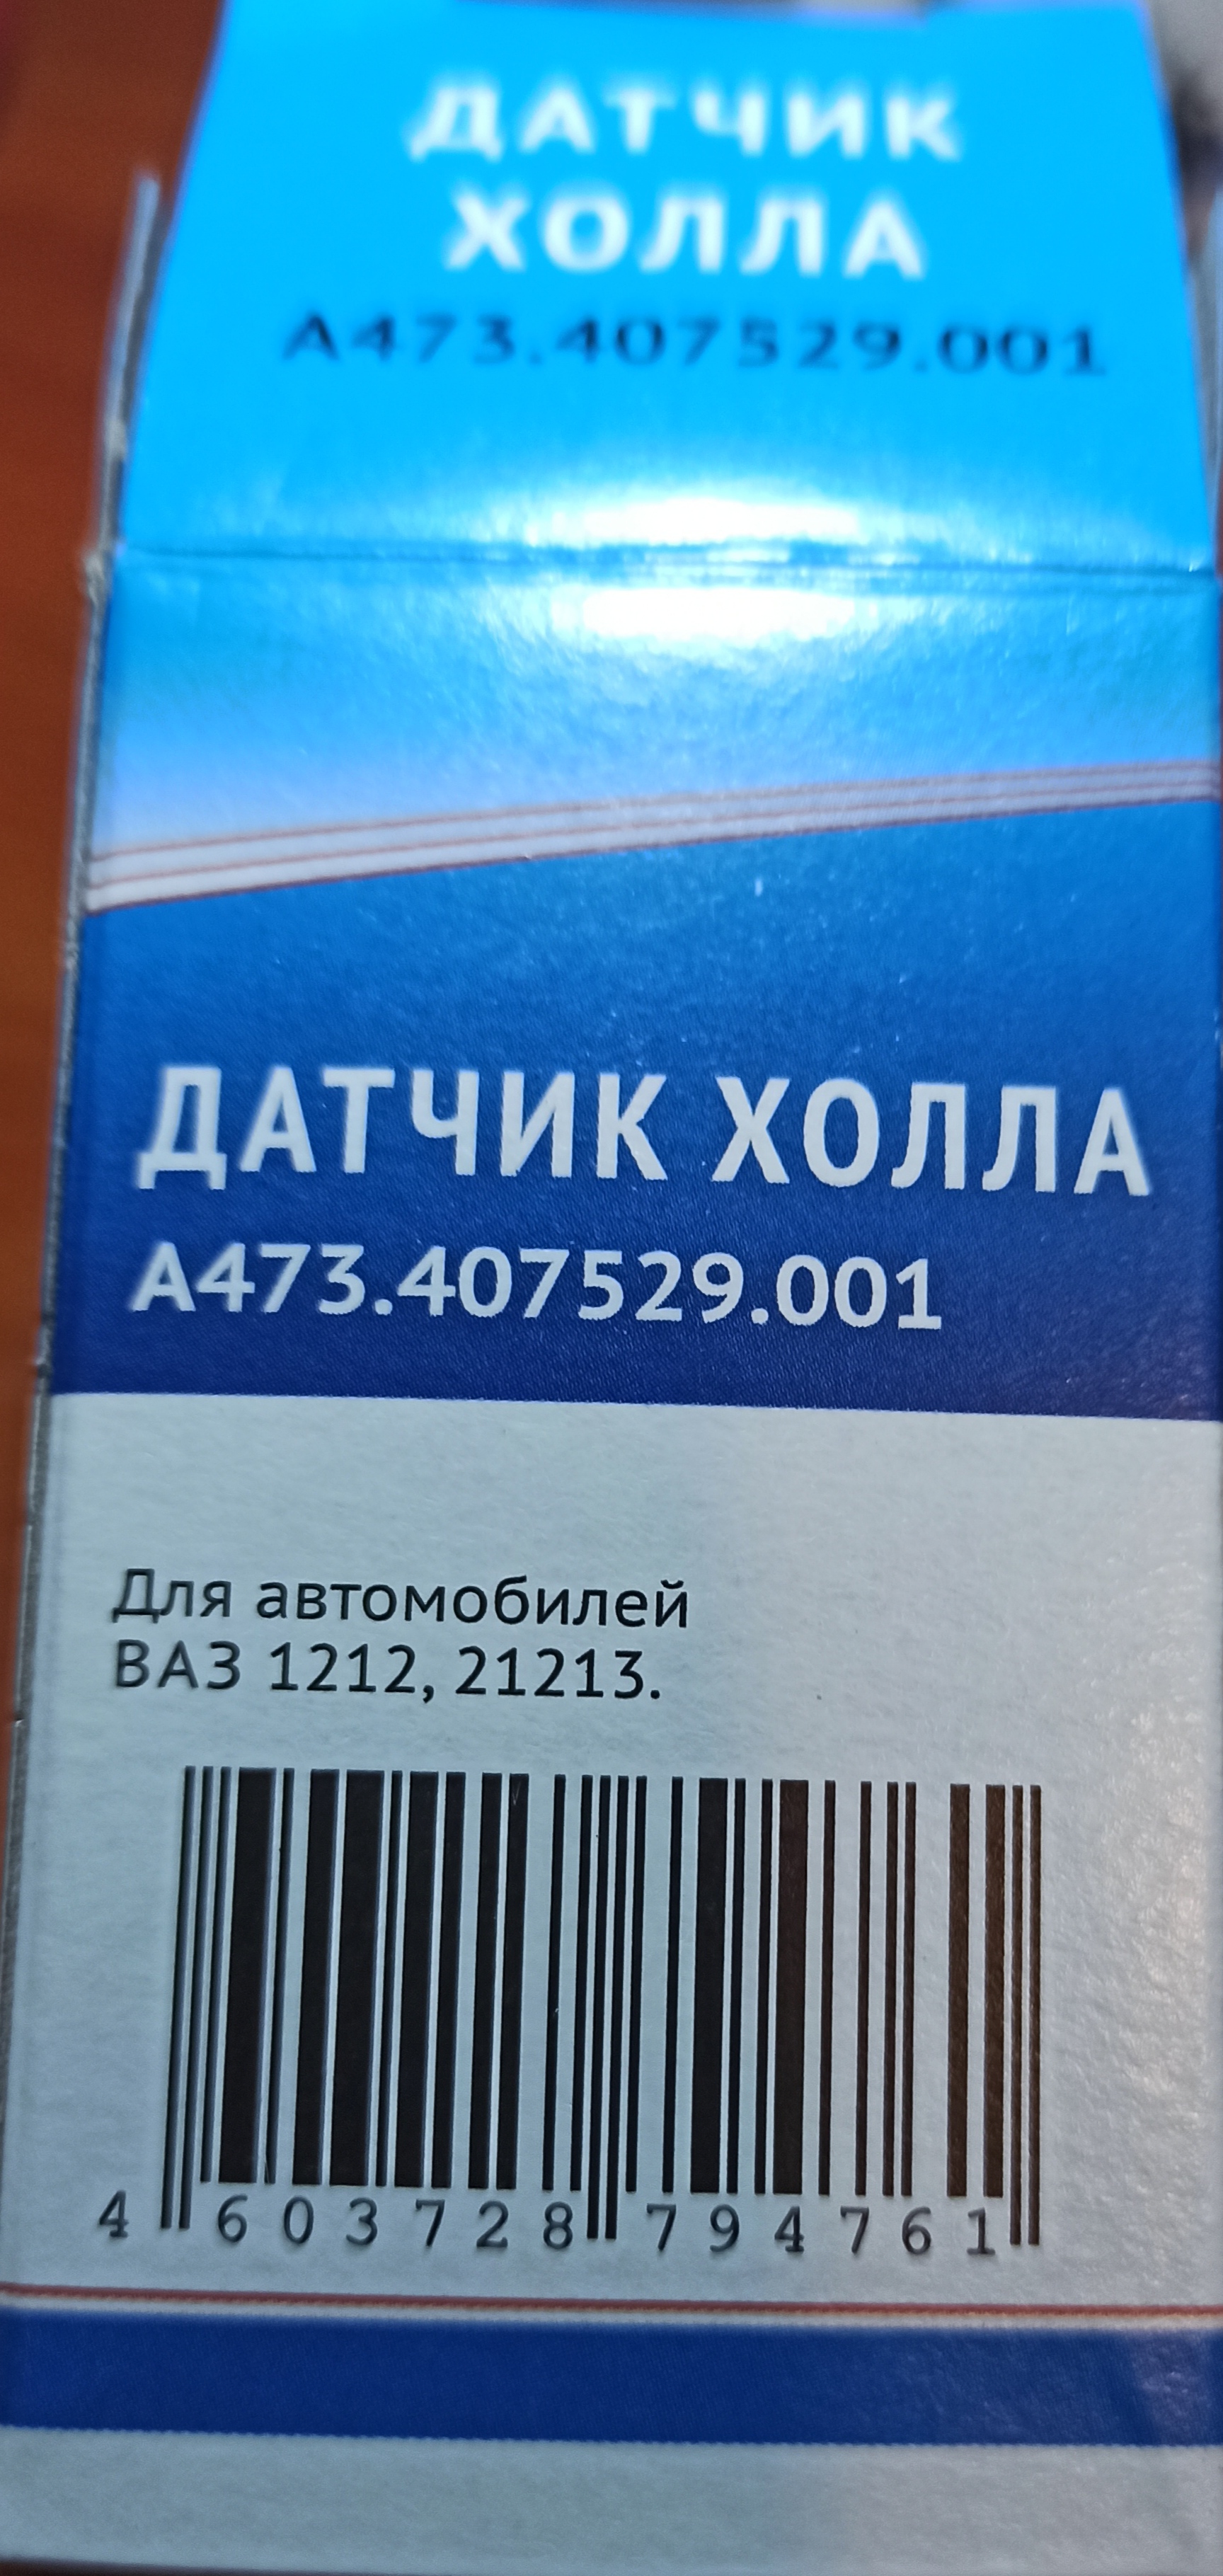 ДАТЧИК
ХОЛЛА
А473.407529.001
ДАТЧИК ХОЛЛА
А473.407529.001
Для автомобилей
ВАЗ 1212, 21213.
4 603728 794761